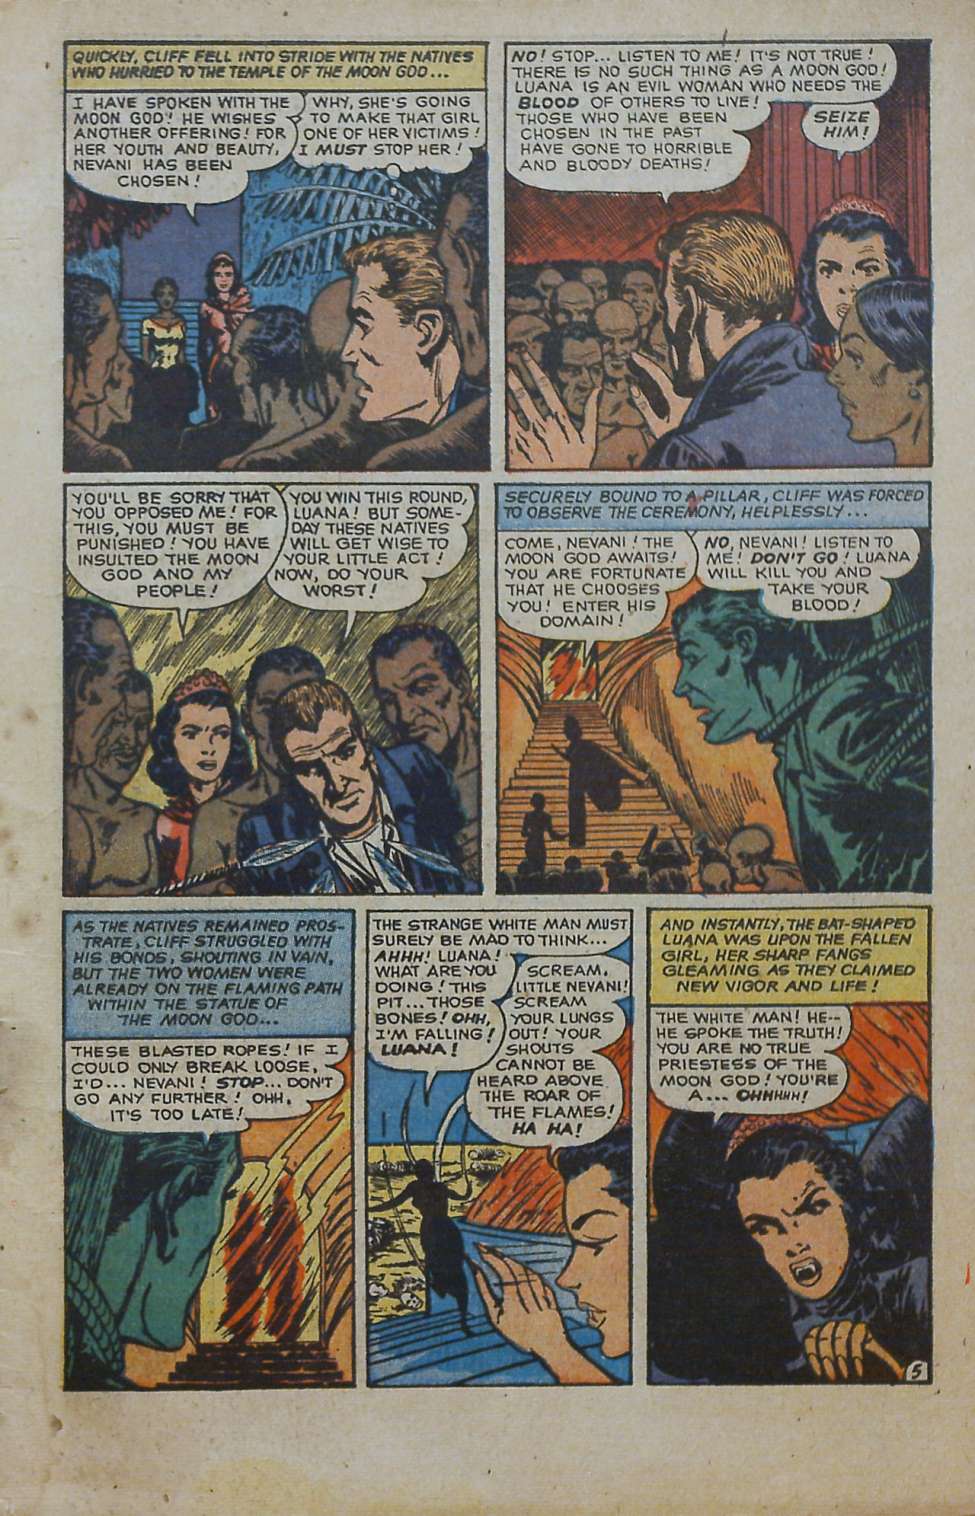 QUICKLY, CLIFF FELL INTO STRIDE WITH THE NATIVES
WHO HURRIED TO THE TEMPLE OF THE MOON GOD...
I HAVE SPOKEN WITH THE
MOON GOD! HE WISHES
ANOTHER OFFERING! FOR
HER YOUTH AND BEAUTY,
NEVANI HAS BEEN
CHOSEN!
WHY, SHE'S GOING
TO MAKE THAT GIRL
ONE OF HER VICTIMS!
I MUST STOP HER!
NO! STOP... LISTEN TO ME! IT'S NOT TRUE!
THERE IS NO SUCH THING AS A MOON GOD!
LUANA IS AN EVIL WOMAN WHO NEEDS THE
BLOOD OF OTHERS TO LIVE!
THOSE WHO HAVE BEEN
CHOSEN IN THE PAST
HAVE GONE TO HORRIBLE
AND BLOODY DEATHS!
SEIZE
HIM!
YOU'LL BE SORRY THAT
YOU OPPOSED ME! FOR
THIS, YOU MUST BE
PUNISHED! YOU HAVE
INSULTED THE MOON
GOD AND MY
PEOPLE!
YOU WIN THIS ROUND,
LUANA! BUT SOME-
DAY THESE NATIVES
WILL GET WISE TO
YOUR LITTLE ACT!
NOW, DO YOUR
WORST!
SECURELY BOUND TO A PILLAR, CLIFF WAS FORCED
TO OBSERVE THE CEREMONY, HELPLESSLY...
COME, NEVANI! THE
MOON GOD AWAITS!
YOU ARE FORTUNATE
THAT HE CHOOSES
YOU! ENTER HIS
DOMAIN!
NO, NEVANI! LISTEN TO
ME! DON'T GO! LUANA
WILL KILL YOU AND
TAKE YOUR
BLOOD!
AS THE NATIVES REMAINED PROS-
TRATE, CLIFF STRUGGLED WITH
HIS BONDS, SHOUTING IN VAIN,
BUT THE TWO WOMEN WERE
ALREADY ON THE FLAMING PATH
WITHIN THE STATUE OF
THE MOON GOD...
THESE BLASTED ROPES! IF I
COULD ONLY BREAK LOOSE,
I'D... NEVANI! STOP... DON'T
GO ANY FURTHER! OHH,
IT'S TOO LATE!
THE STRANGE WHITE MAN MUST
SURELY BE MAD TO THINK...
AHHH! LUANA!
WHAT ARE YOU
DOING! THIS
PIT... THOSE
BONES! OHH,
I'M FALLING!
LUANA!
SCREAM,
LITTLE NEVANI!
SCREAM
YOUR LUNGS
OUT! YOUR
SHOUTS
CANNOT BE
HEARD ABOVE
THE ROAR OF
THE FLAMES!
HA HA!
AND INSTANTLY, THE BAT-SHAPED
LUANA WAS UPON THE FALLEN
GIRL, HER SHARP FANGS
GLEAMING AS THEY CLAIMED
NEW VIGOR AND LIFE!
THE WHITE MAN! HE--
HE SPOKE THE TRUTH!
YOU ARE NO TRUE
PRIESTESS OF THE
MOON GOD! YOU'RE
A... OHHHHH!
5